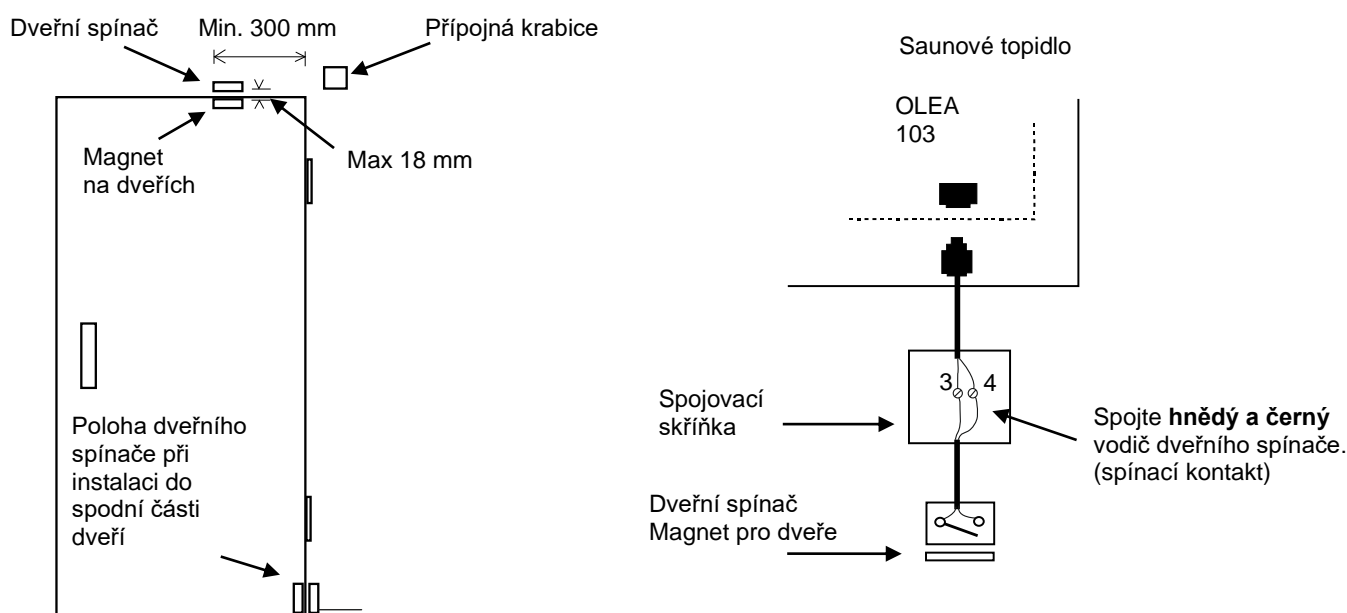 Dveřní spínač
Min. 300 mm
Přípojná krabice
Magnet
na dveřích
Max 18 mm
Poloha dveřního
spínače při
instalaci do
spodní části
dveří
Saunové topidlo
OLEA
103
3 4
Spojovací
skříňka
Spojte hnědý a černý
vodič dveřního spínače.
(spínací kontakt)
Dveřní spínač
Magnet pro dveře